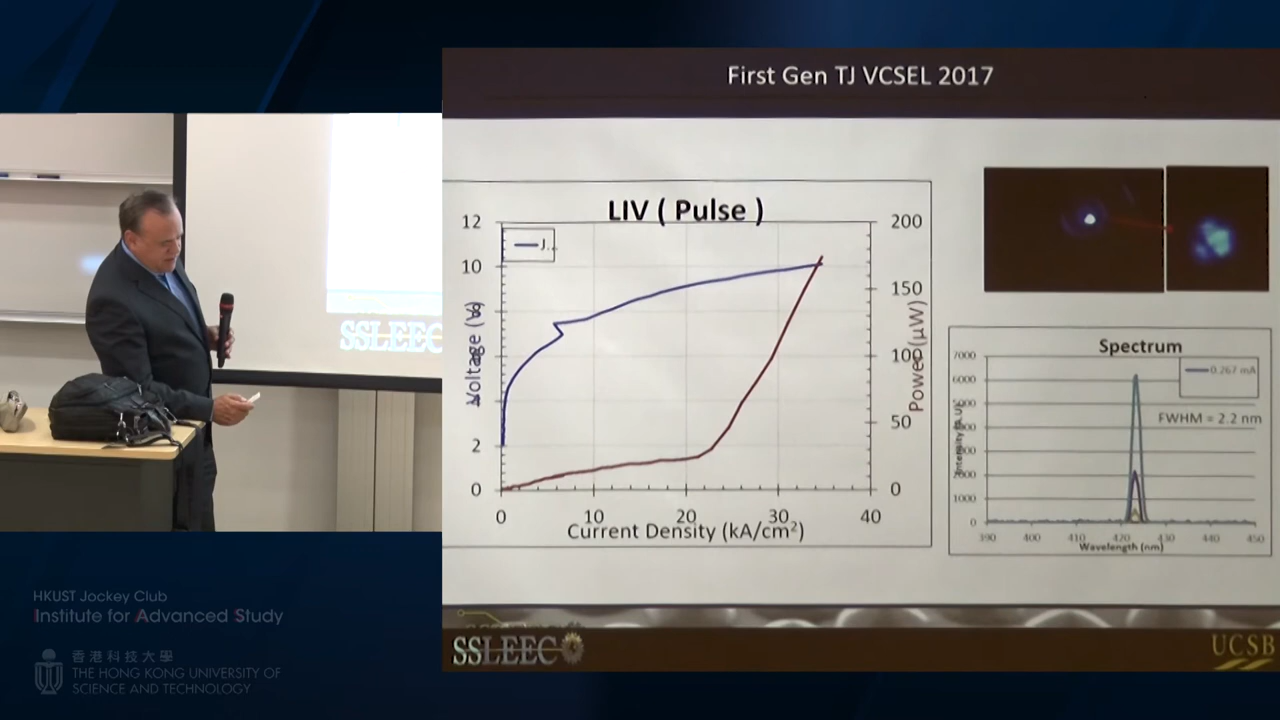 First Gen TJ VCSEL 2017
LIV ( Pulse )
12
10
8
6
4
2
0
J..
200
150
100
50
0
Voltage (V)
Power (µW)
0
10
20
30
40
Current Density (kA/cm²)
Spectrum
7000
6000
5000
4000
3000
2000
1000
0
0.267 mA
FWHM = 2.2 nm
390
400
410
420
430
440
450
Wavelength (nm)
SSLEEC
SSLEEC
UCSB
HKUST Jockey Club
Institute for Advanced Study
香港科技大學
THE HONG KONG UNIVERSITY OF
SCIENCE AND TECHNOLOGY